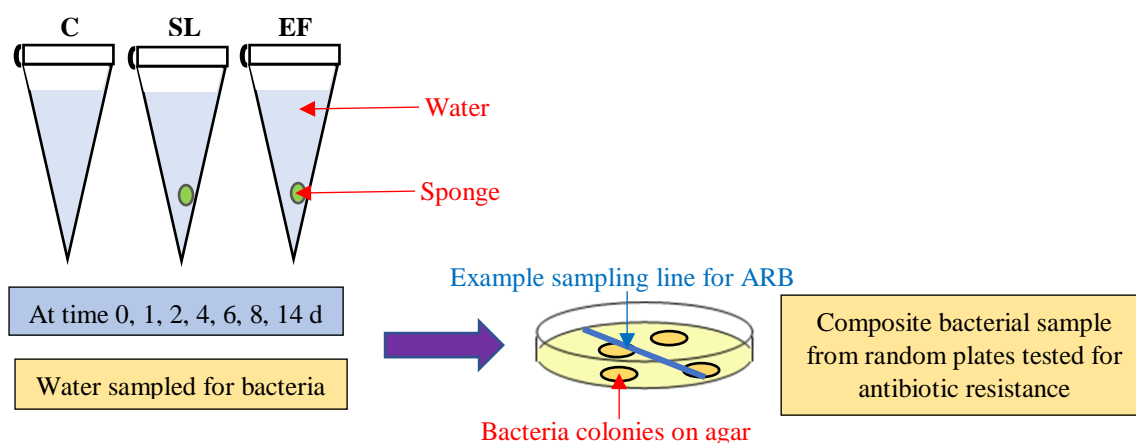 C
SL
EF
Water
Sponge
At time 0, 1, 2, 4, 6, 8, 14 d
Water sampled for bacteria
Example sampling line for ARB
Bacteria colonies on agar
Composite bacterial sample
from random plates tested for
antibiotic resistance